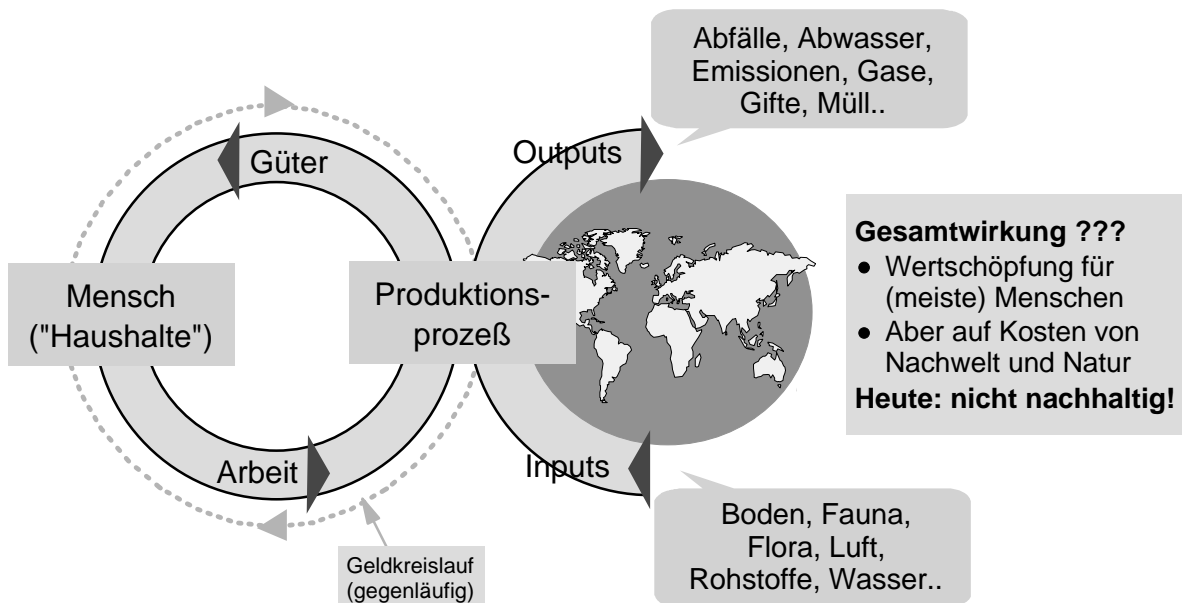 Abfälle, Abwasser,
Emissionen, Gase,
Gifte, Müll..
Güter
Outputs
Mensch
("Haushalte")
Produktions-
prozeß
Gesamtwirkung ???
● Wertschöpfung für
(meiste) Menschen
● Aber auf Kosten von
Nachwelt und Natur
Heute: nicht nachhaltig!
Arbeit
Inputs
Geldkreislauf
(gegenläufig)
Boden, Fauna,
Flora, Luft,
Rohstoffe, Wasser..